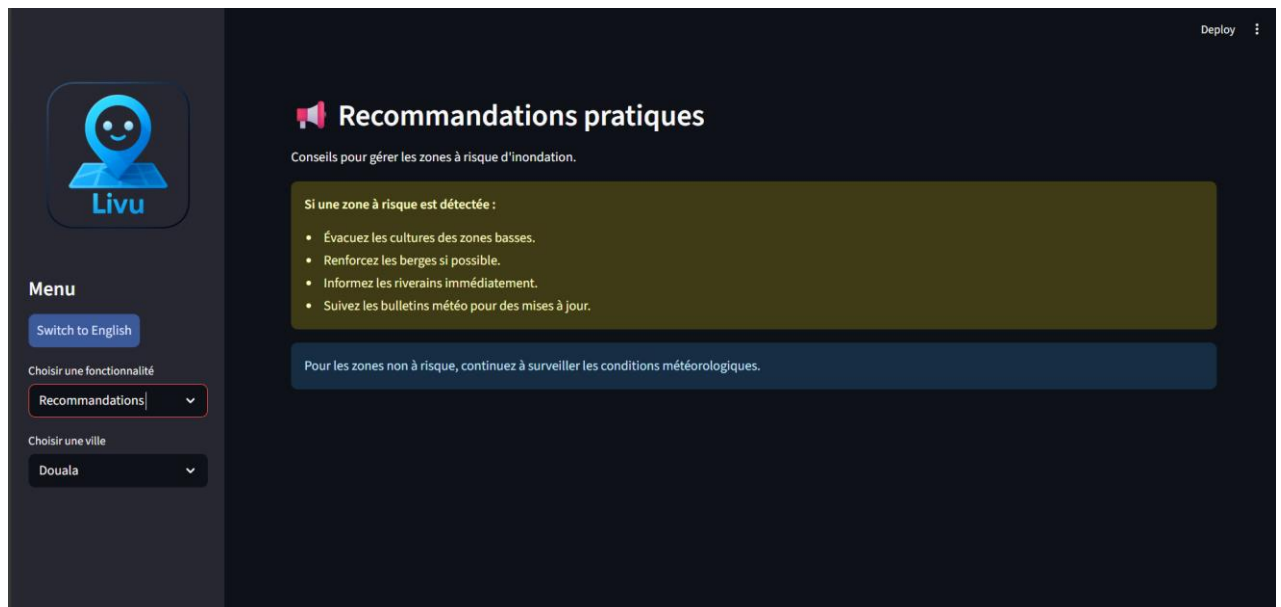 Deploy
Livu
Menu
Switch to English
Choisir une fonctionnalité
Recommandations
Choisir une ville
Douala
Recommandations pratiques
Conseils pour gérer les zones à risque d'inondation.
Si une zone à risque est détectée :
• Évacuez les cultures des zones basses.
• Renforcez les berges si possible.
• Informez les riverains immédiatement.
• Suivez les bulletins météo pour des mises à jour.
Pour les zones non à risque, continuez à surveiller les conditions météorologiques.